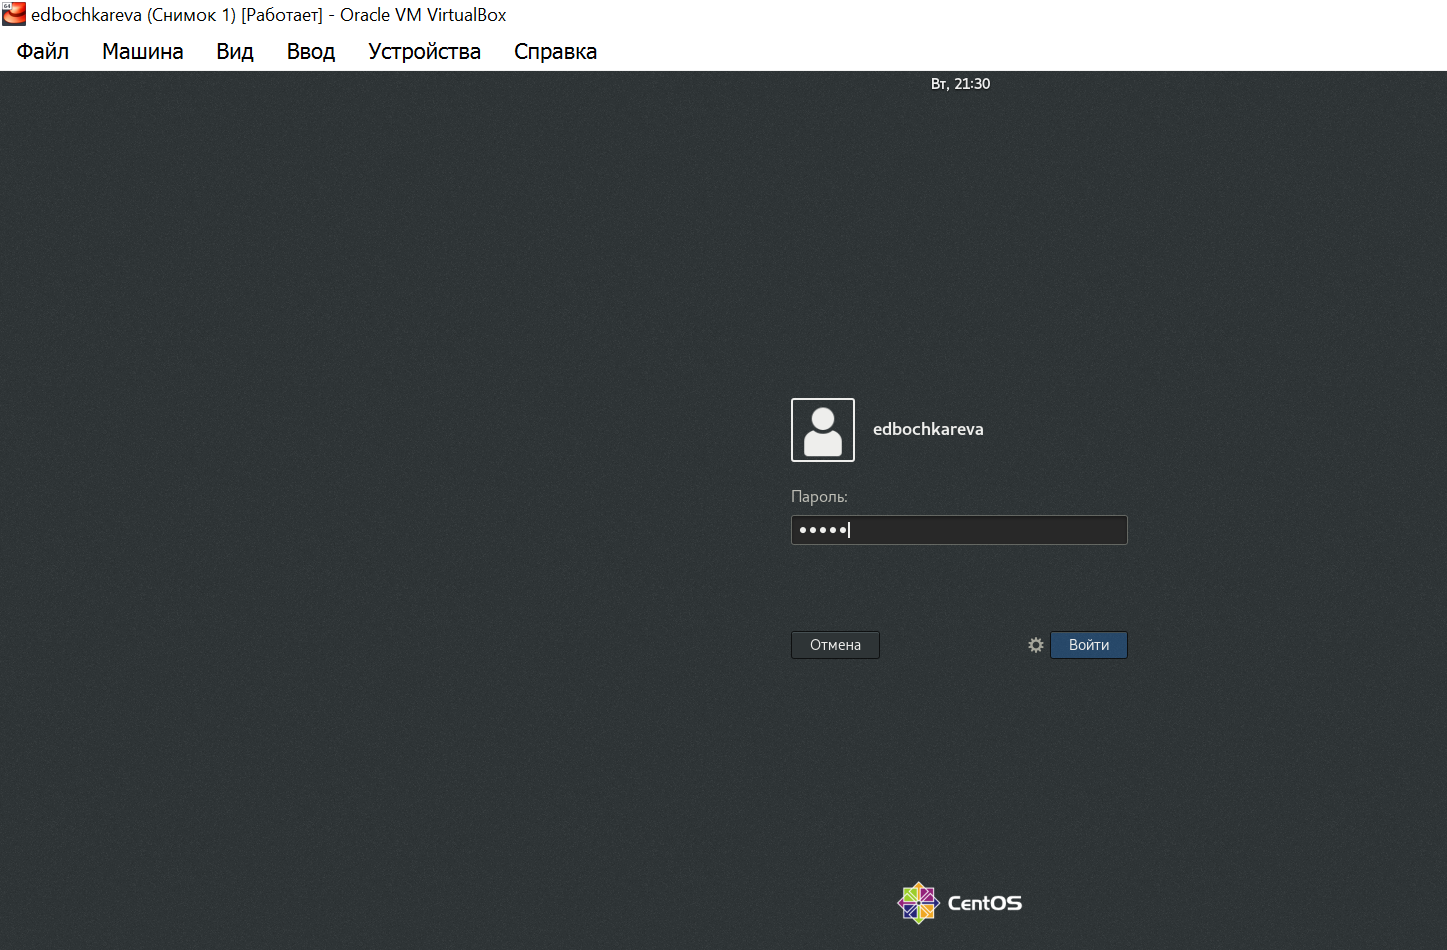 edbochkareva (Снимок 1) [Работает] - Oracle VM VirtualBox
Файл Машина Вид Ввод Устройства Справка
Вт, 21:30
edbochkareva
Пароль:
•••••
Отмена Войти
CentOS